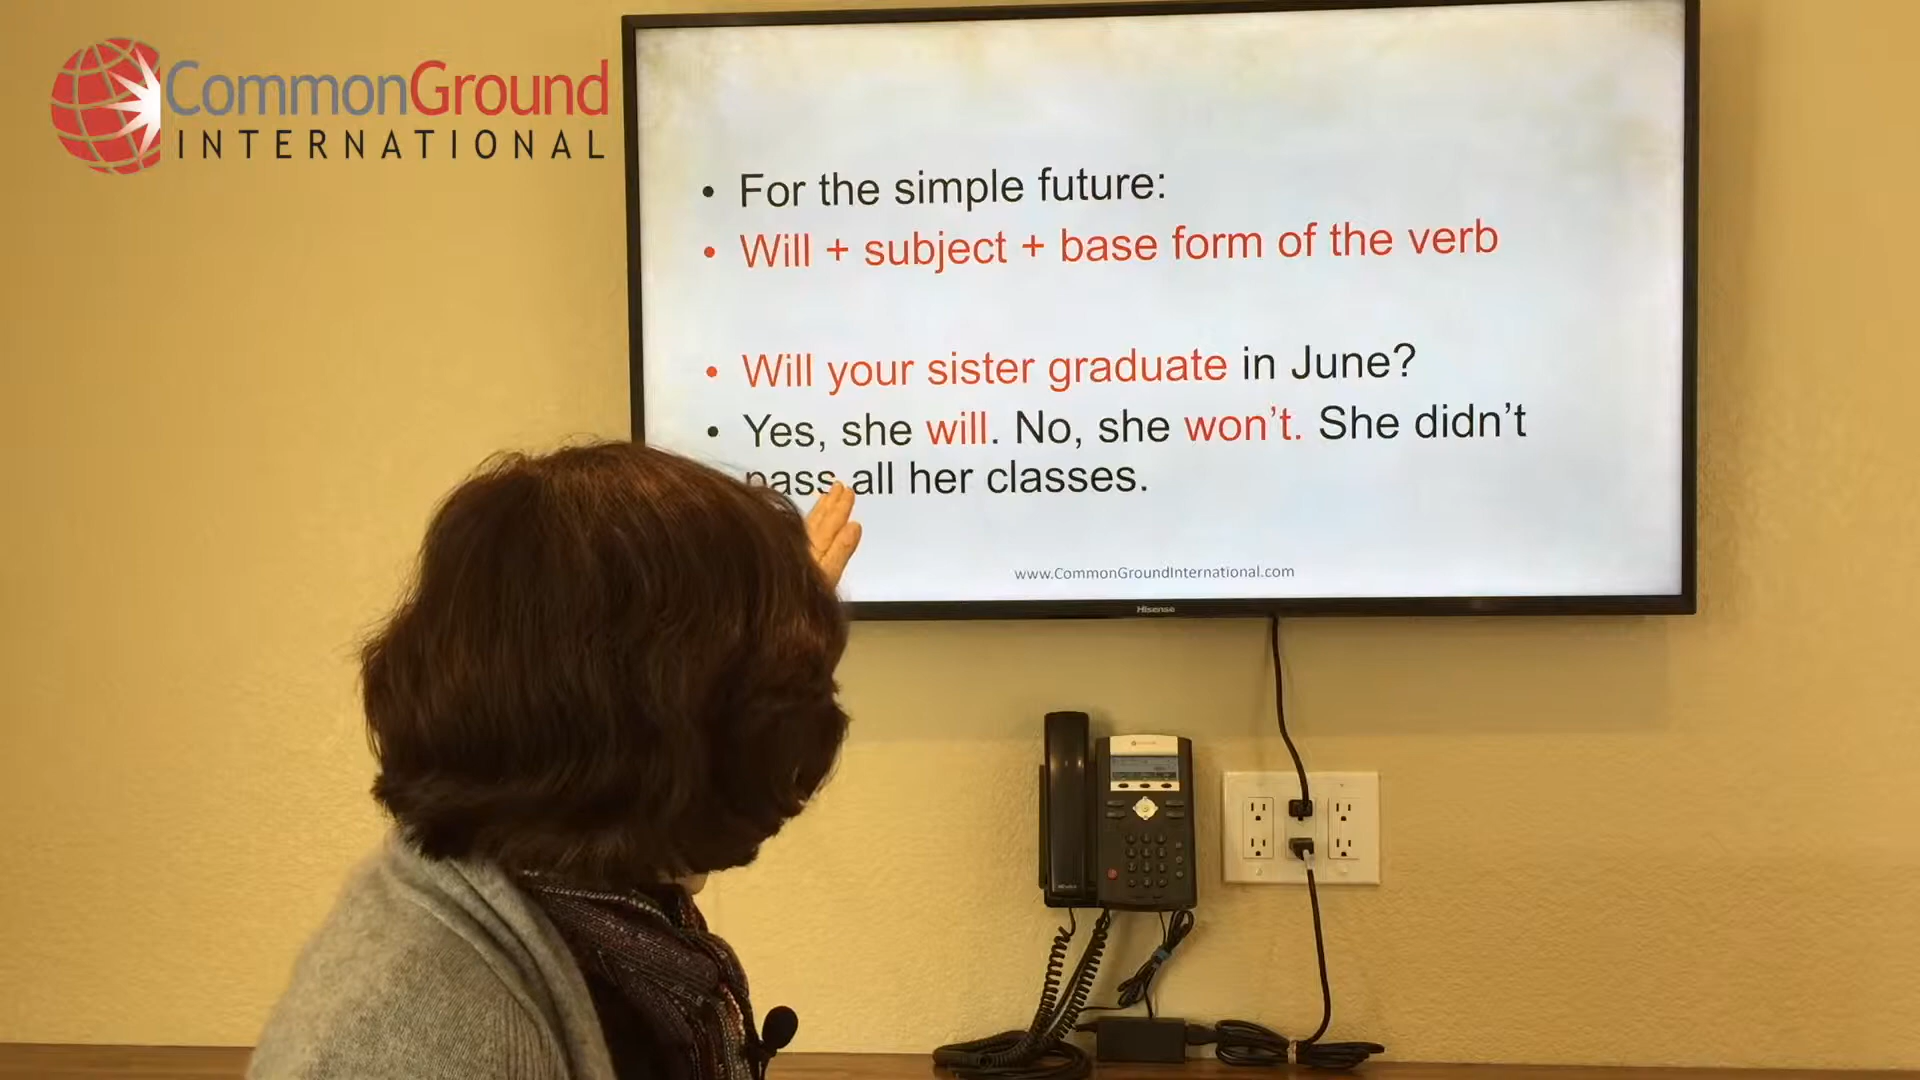 CommonGround
INTERNATIONAL
• For the simple future:
• Will + subject + base form of the verb
• Will your sister graduate in June?
• Yes, she will. No, she won't. She didn't
pass all her classes.
www.CommonGroundInternational.com
Hisense